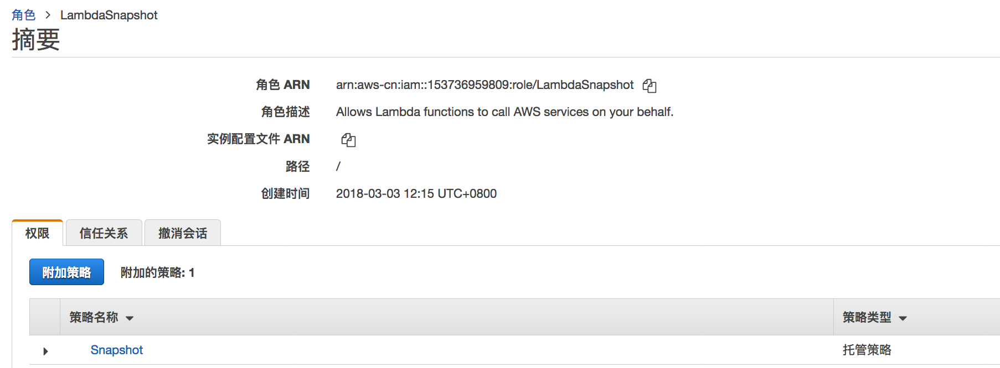 角色 > LambdaSnapshot
摘要
角色 ARN arn:aws-cn:iam::153736959809:role/LambdaSnapshot
角色描述 Allows Lambda functions to call AWS services on your behalf.
实例配置文件 ARN
路径 /
创建时间 2018-03-03 12:15 UTC+0800
权限 信任关系 撤消会话
附加策略 附加的策略: 1
策略名称 策略类型
Snapshot 托管策略